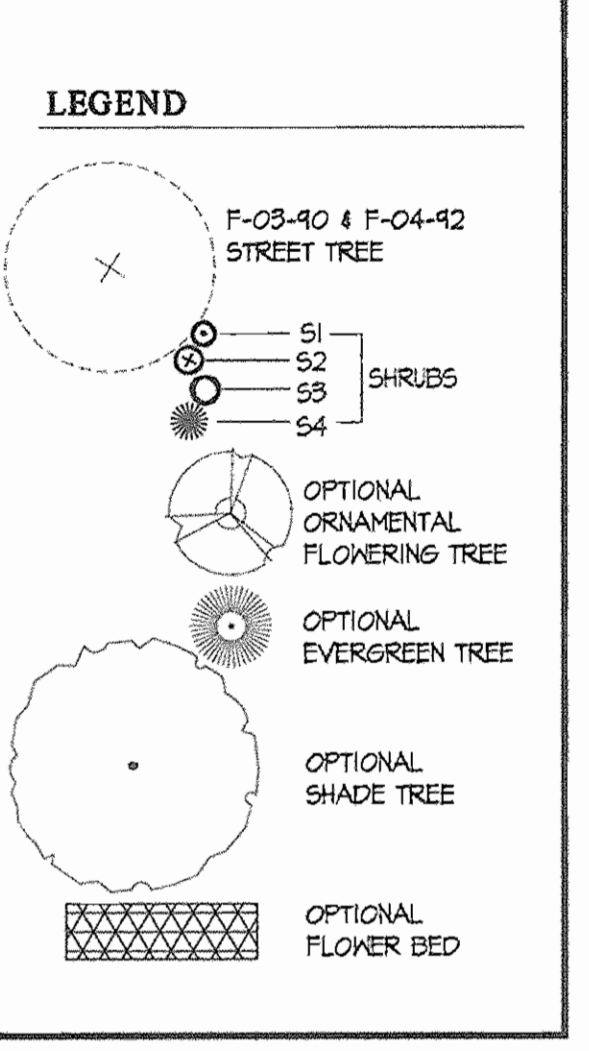 LEGEND
F-03-90 & F-04-92
STREET TREE
S1
S2
S3
S4
SHRUBS
OPTIONAL
ORNAMENTAL
FLOWERING TREE
OPTIONAL
EVERGREEN TREE
OPTIONAL
SHADE TREE
OPTIONAL
FLOWER BED